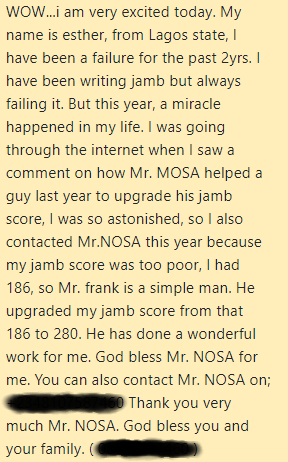 WOW...i am very excited today. My
name is esther, from Lagos state, I
have been a failure for the past 2yrs. I
have been writing jamb but always
failing it. But this year, a miracle
happened in my life. I was going
through the internet when I saw a
comment on how Mr. MOSA helped a
guy last year to upgrade his jamb
score, I was so astonished, so I also
contacted Mr.NOSA this year because
my jamb score was too poor, I had
186, so Mr. frank is a simple man. He
upgraded my jamb score from that
186 to 280. He has done a wonderful
work for me. God bless Mr. NOSA for
me. You can also contact Mr. NOSA on;
Thank you very
much Mr. NOSA. God bless you and
your family. ( )